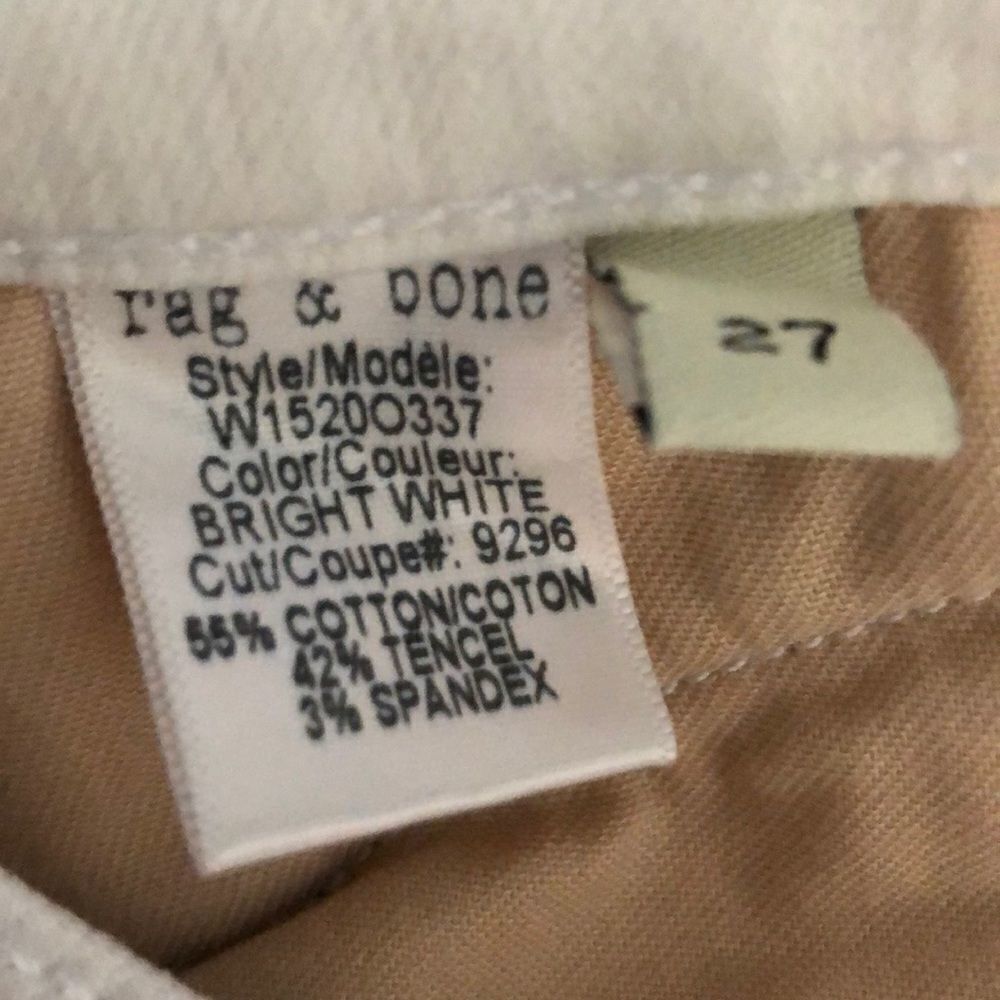 rag & bone
27
Style/Modèle:
W1520O337
Color/Couleur:
BRIGHT WHITE
Cut/Coupe#: 9296
55% COTTON/COTON
42% TENCEL
3% SPANDEX